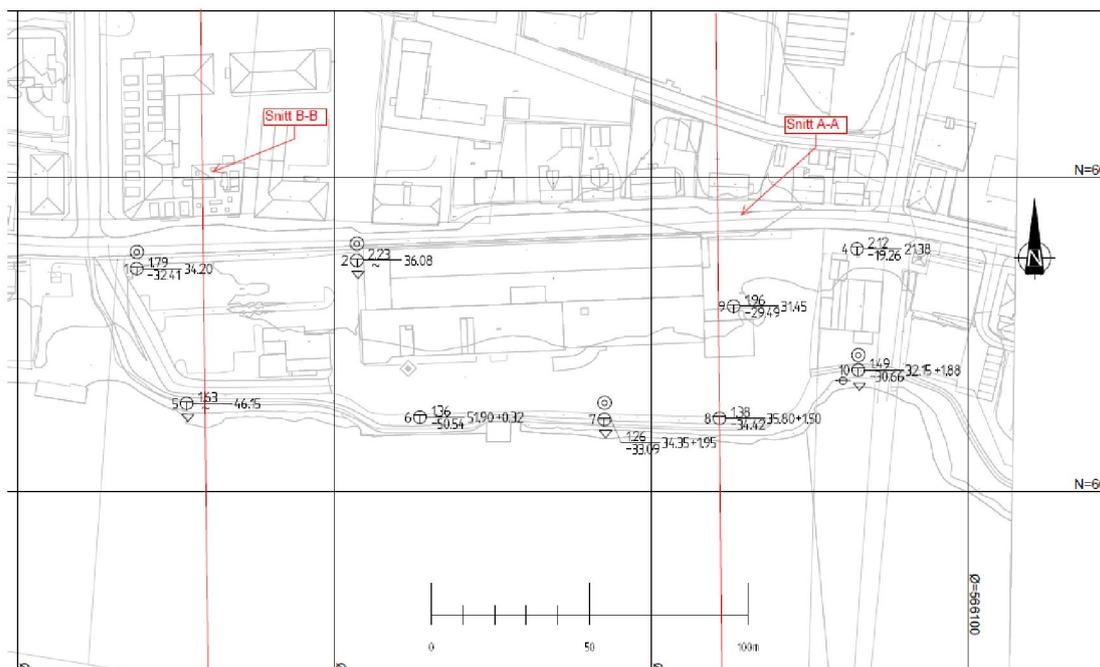 Snitt B-B
Snitt A-A
N=6
N
1 1.79 34.20
-32.41
2 2.23 36.08
~
4 2.12 21.38
-19.26
9 1.96 31.45
-29.49
10 1.49 32.15+1.88
-30.66
5 1.63 46.15
~
6 1.36 51.90+0.32
-50.54
7
1.26 34.35+1.95
-33.09
8 1.38 35.80+1.50
-34.42
N=6
Ø=566100
0 50 100m